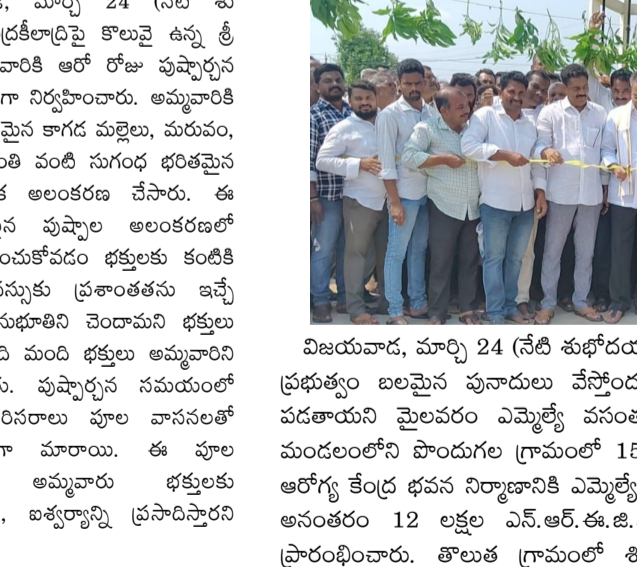 మార్చి 24 (నేటి శు
ద్రకీలాద్రిపై కొలువై ఉన్న శ్రీ
వారికి ఆరో రోజు పుష్పార్చన
గా నిర్వహించారు. అమ్మవారికి
మైన కాగడ మల్లెలు, మరువం,
ంతి వంటి సుగంధ భరితమైన
క అలంకరణ చేసారు. ఈ
న పుష్పాల అలంకరణలో
ంచుకోవడం భక్తులకు కంటికి
నస్సుకు ప్రశాంతతను ఇచ్చే
నుభూతిని చెందామని భక్తులు
ది మంది భక్తులు అమ్మవారిని
రు. పుష్పార్చన సమయంలో
రిసరాలు పూల వాసనలతో
గా మారాయి. ఈ పూల
అమ్మవారు భక్తులకు
, ఐశ్వర్యాన్ని ప్రసాదిస్తారని
విజయవాడ, మార్చి 24 (నేటి శుభోదయ
ప్రభుత్వం బలమైన పునాదులు వేస్తోంద
పడతాయని మైలవరం ఎమ్మెల్యే వసంత
మండలంలోని పొందుగల గ్రామంలో 15
ఆరోగ్య కేంద్ర భవన నిర్మాణానికి ఎమ్మెల్యే
అనంతరం 12 లక్షల ఎన్.ఆర్.ఈ.జి.
ప్రారంభించారు. తొలుత గ్రామంలో శి